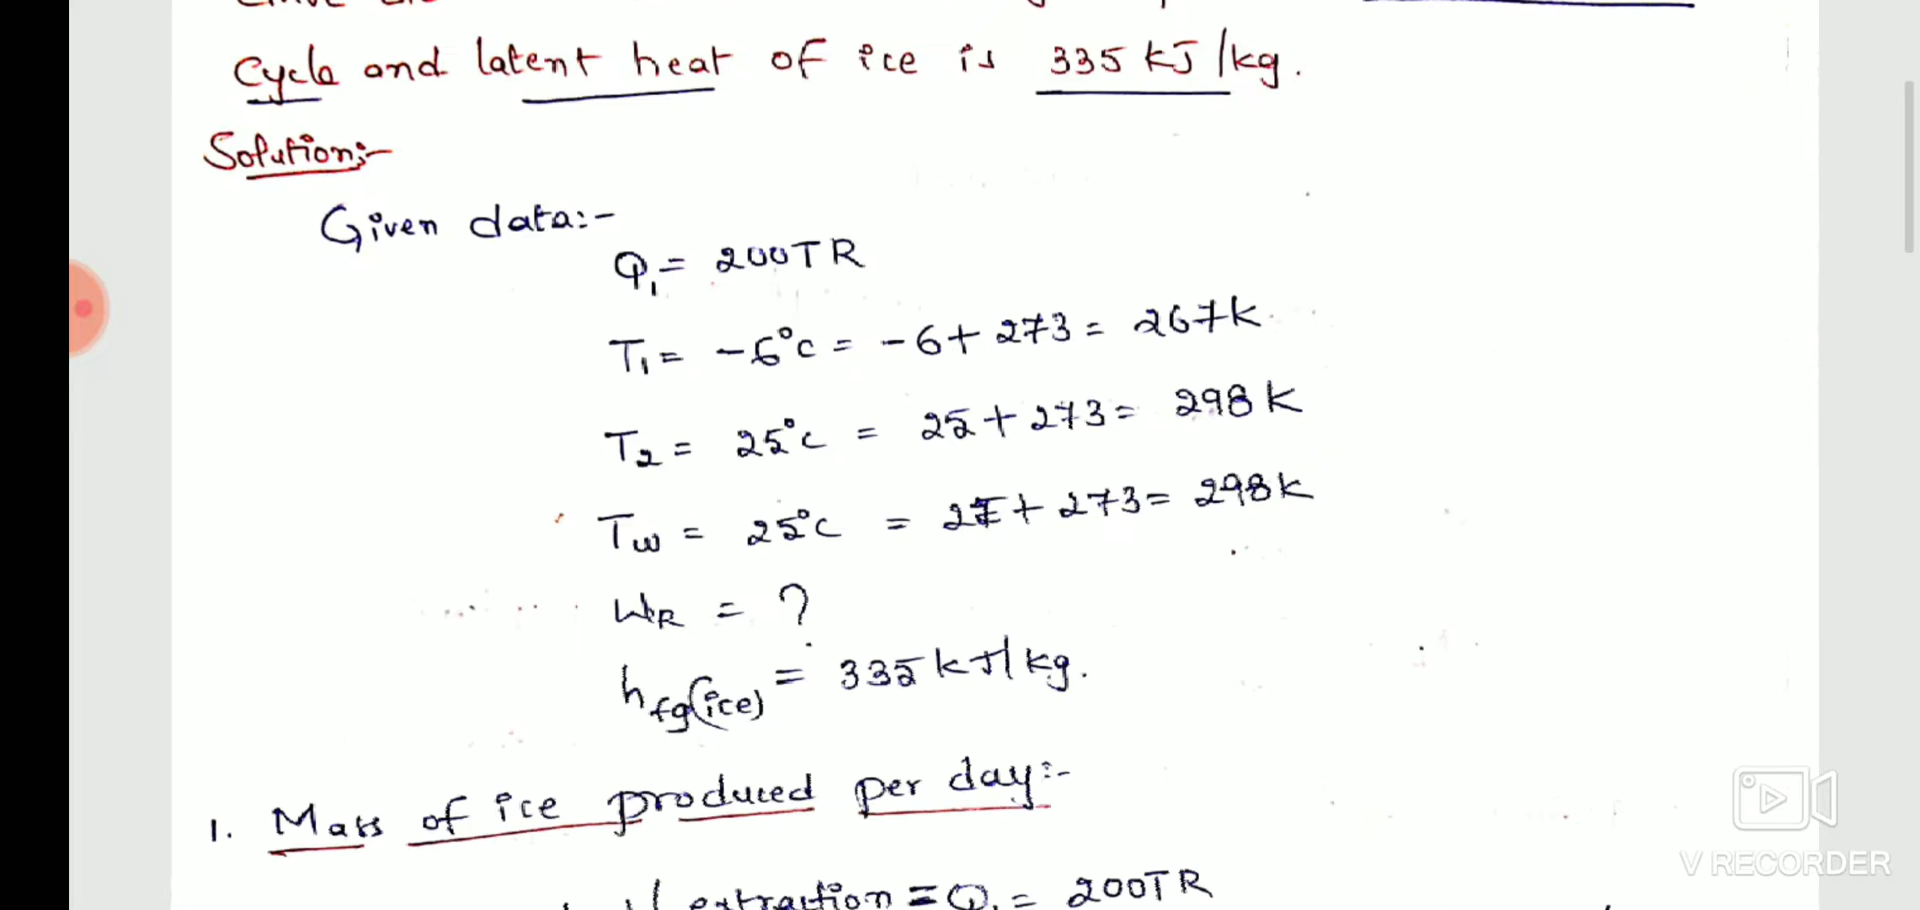 Cycle and latent heat of ice is 335 kJ/kg.
Solution:-
Given data:-
Q₁ = 200TR
T₁ = -6°C = -6+273 = 267K
T₂ = 25°C = 25+273 = 298K
Tw = 25°C = 25+273 = 298K
WR = ?
hfg(ice) = 335 kJ/kg.
1. Mass of ice produced per day:-
extraction = Q₁ = 200TR
V RECORDER